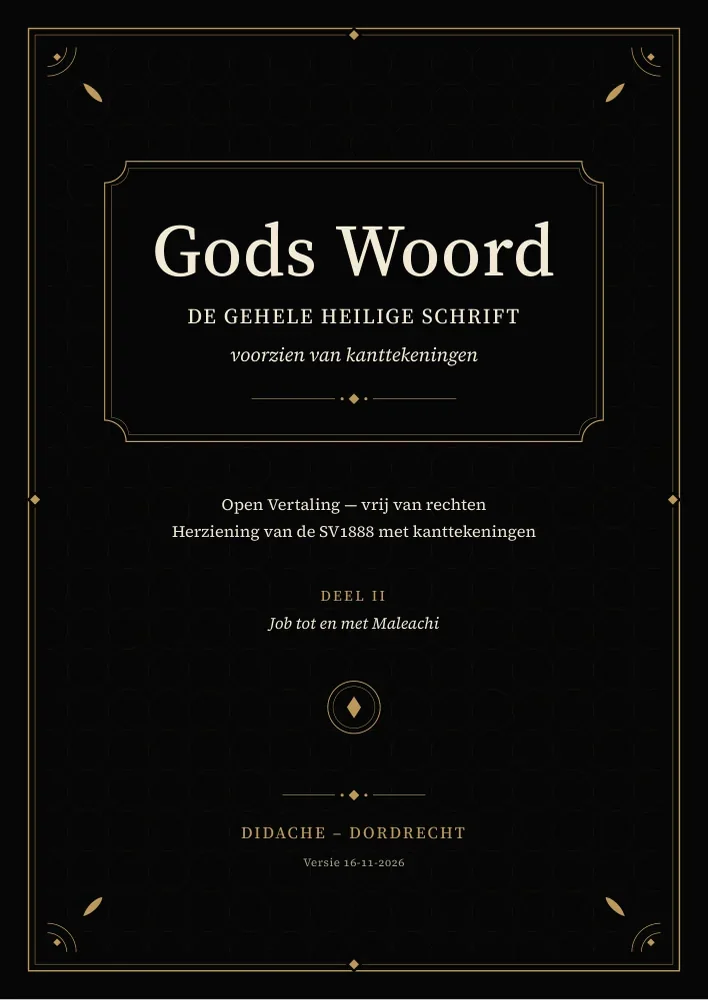 Gods Woord
DE GEHELE HEILIGE SCHRIFT
voorzien van kanttekeningen
Open Vertaling — vrij van rechten
Herziening van de SV1888 met kanttekeningen
DEEL II
Job tot en met Maleachi
DIDACHE – DORDRECHT
Versie 16-11-2026